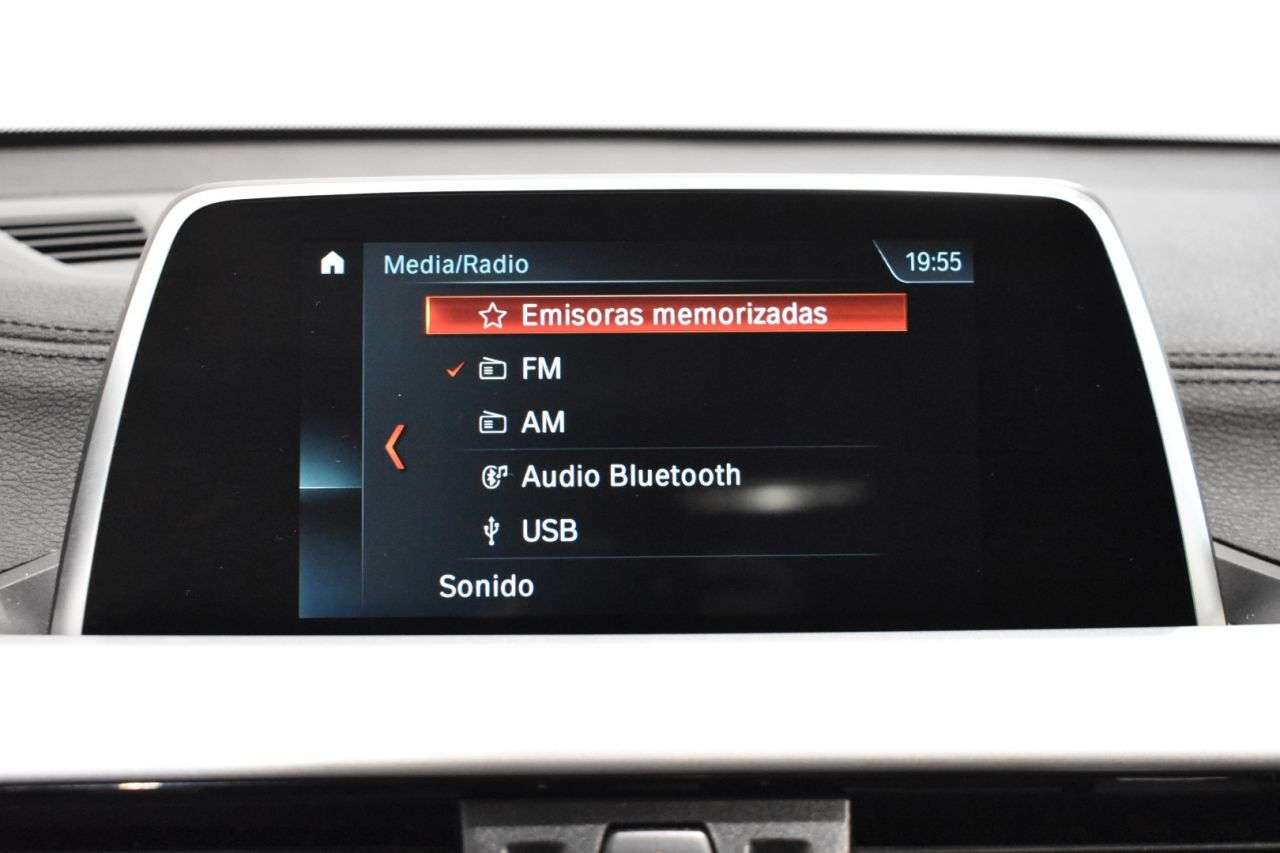 Media/Radio
19:55
Emisoras memorizadas
FM
AM
Audio Bluetooth
USB
Sonido